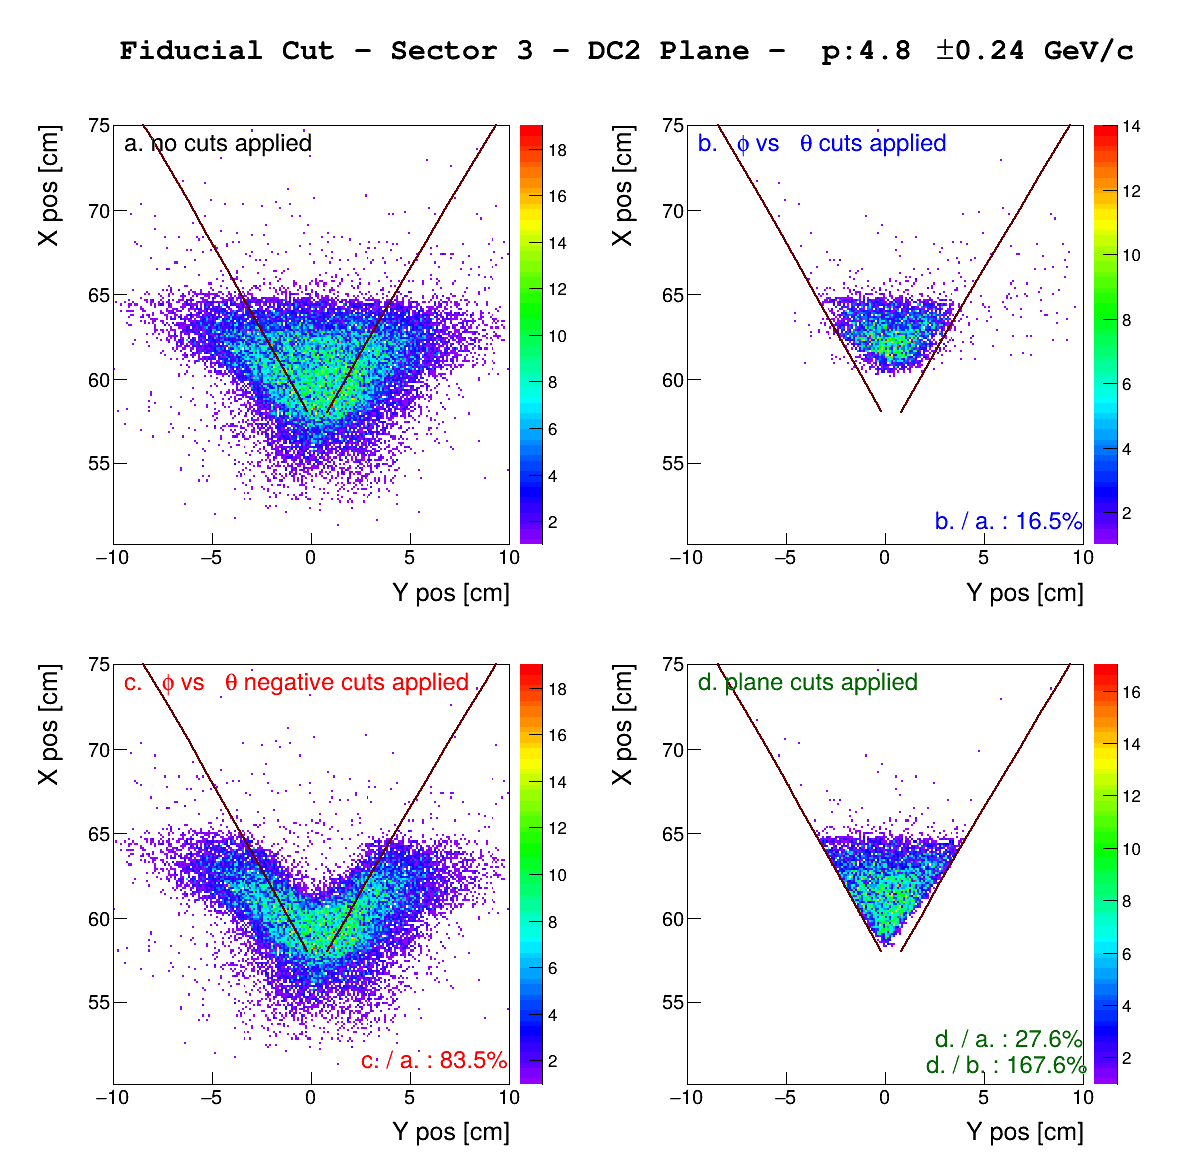 Fiducial Cut – Sector 3 – DC2 Plane – p:4.8 ±0.24 GeV/c
a. no cuts applied
X pos [cm]
75
70
65
60
55
−10 −5 0 5 10
Y pos [cm]
18
16
14
12
10
8
6
4
2
b. ϕ vs θ cuts applied
X pos [cm]
75
70
65
60
55
b. / a. : 16.5%
−10 −5 0 5 10
Y pos [cm]
14
12
10
8
6
4
2
c. ϕ vs θ negative cuts applied
X pos [cm]
75
70
65
60
55
c. / a. : 83.5%
−10 −5 0 5 10
Y pos [cm]
18
16
14
12
10
8
6
4
2
d. plane cuts applied
X pos [cm]
75
70
65
60
55
d. / a. : 27.6%
d. / b. : 167.6%
−10 −5 0 5 10
Y pos [cm]
16
14
12
10
8
6
4
2